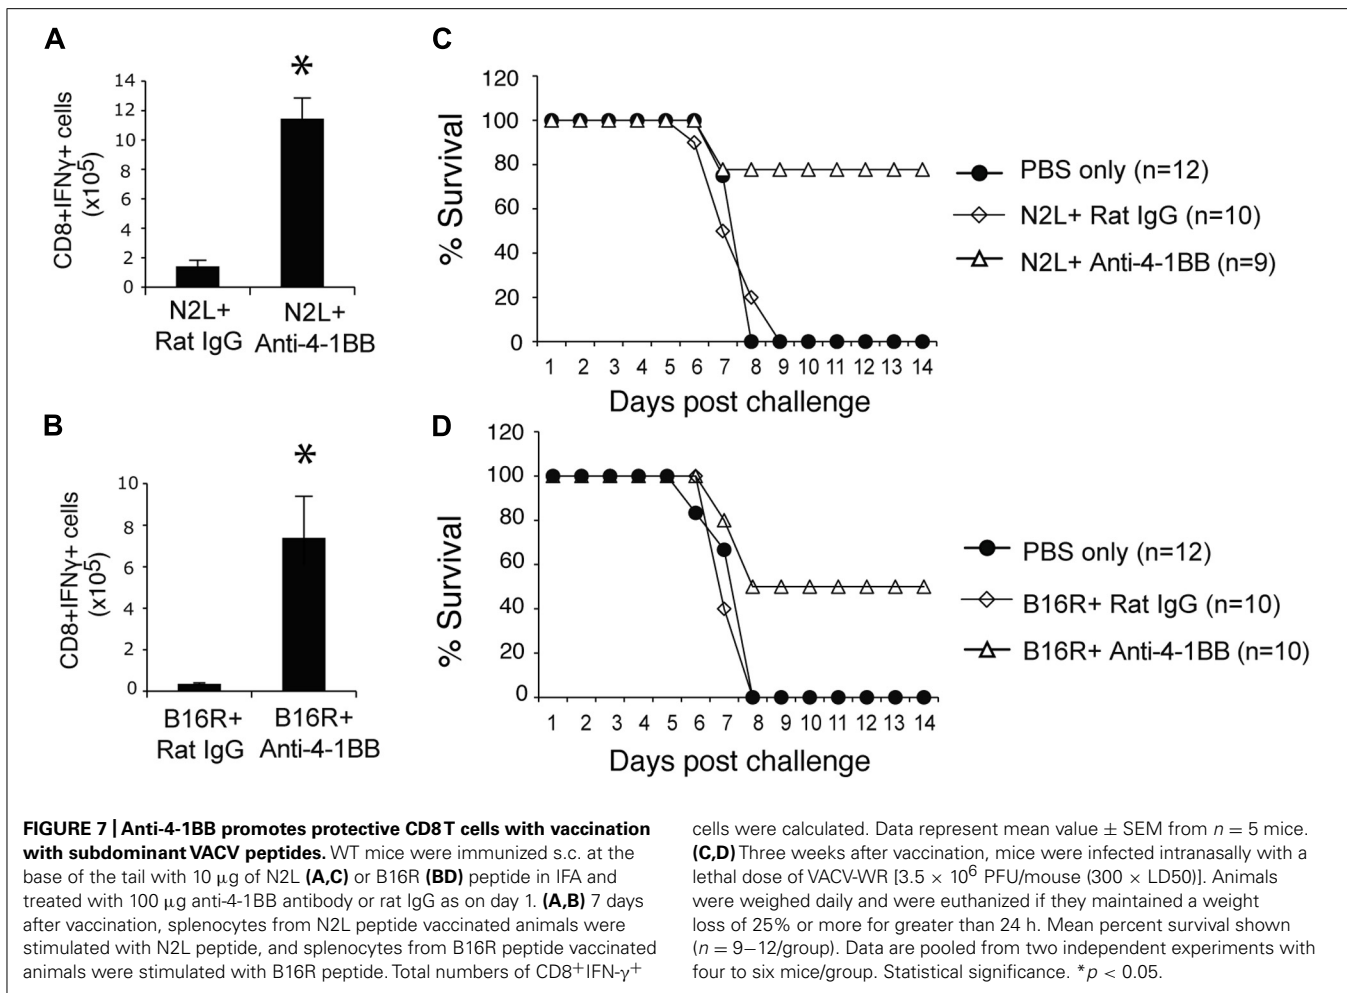 A
CD8+IFNγ+ cells
(x10⁵)
14
12
10
8
6
4
2
0
*
N2L+
Rat IgG
N2L+
Anti-4-1BB
B
CD8+IFNγ+ cells
(x10⁵)
10
8
6
4
2
0
*
B16R+
Rat IgG
B16R+
Anti-4-1BB
C
% Survival
120
100
80
60
40
20
0
1 2 3 4 5 6 7 8 9 10 11 12 13 14
Days post challenge
PBS only (n=12)
N2L+ Rat IgG (n=10)
N2L+ Anti-4-1BB (n=9)
D
% Survival
120
100
80
60
40
20
0
1 2 3 4 5 6 7 8 9 10 11 12 13 14
Days post challenge
PBS only (n=12)
B16R+ Rat IgG (n=10)
B16R+ Anti-4-1BB (n=10)
FIGURE 7 | Anti-4-1BB promotes protective CD8 T cells with vaccination
with subdominant VACV peptides. WT mice were immunized s.c. at the
base of the tail with 10 μg of N2L (A,C) or B16R (BD) peptide in IFA and
treated with 100 μg anti-4-1BB antibody or rat IgG as on day 1. (A,B) 7 days
after vaccination, splenocytes from N2L peptide vaccinated animals were
stimulated with N2L peptide, and splenocytes from B16R peptide vaccinated
animals were stimulated with B16R peptide. Total numbers of CD8⁺IFN-γ⁺
cells were calculated. Data represent mean value ± SEM from n = 5 mice.
(C,D) Three weeks after vaccination, mice were infected intranasally with a
lethal dose of VACV-WR [3.5 × 10⁶ PFU/mouse (300 × LD50)]. Animals
were weighed daily and were euthanized if they maintained a weight
loss of 25% or more for greater than 24 h. Mean percent survival shown
(n = 9–12/group). Data are pooled from two independent experiments with
four to six mice/group. Statistical significance. *p < 0.05.